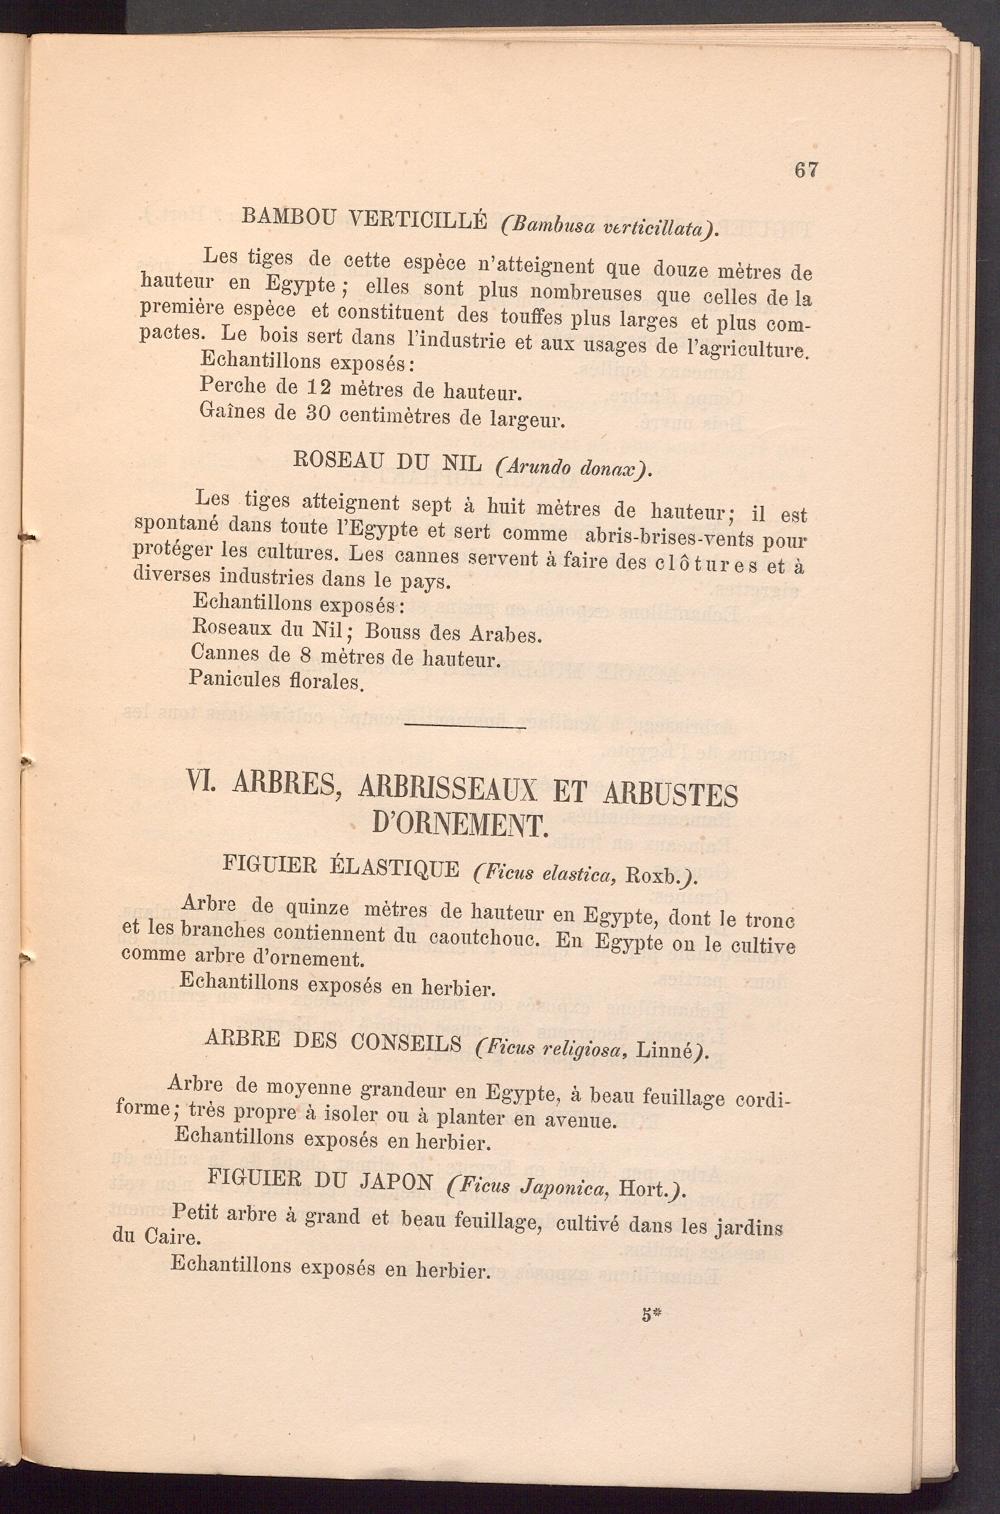 67
BAMBOU VERTICILLÉ (Bambusa verticillata).
Les tiges de cette espèce n'atteignent que douze mètres de
hauteur en Egypte ; elles sont plus nombreuses que celles de la
première espèce et constituent des touffes plus larges et plus com-
pactes. Le bois sert dans l'industrie et aux usages de l'agriculture.
Echantillons exposés :
Perche de 12 mètres de hauteur.
Gaînes de 30 centimètres de largeur.
ROSEAU DU NIL (Arundo donax).
Les tiges atteignent sept à huit mètres de hauteur; il est
spontané dans toute l'Egypte et sert comme abris-brises-vents pour
protéger les cultures. Les cannes servent à faire des clôtures et à
diverses industries dans le pays.
Echantillons exposés :
Roseaux du Nil ; Bouss des Arabes.
Cannes de 8 mètres de hauteur.
Panicules florales.
VI. ARBRES, ARBRISSEAUX ET ARBUSTES
D'ORNEMENT.
FIGUIER ÉLASTIQUE (Ficus elastica, Roxb.).
Arbre de quinze mètres de hauteur en Egypte, dont le tronc
et les branches contiennent du caoutchouc. En Egypte on le cultive
comme arbre d'ornement.
Echantillons exposés en herbier.
ARBRE DES CONSEILS (Ficus religiosa, Linné).
Arbre de moyenne grandeur en Egypte, à beau feuillage cordi-
forme ; très propre à isoler ou à planter en avenue.
Echantillons exposés en herbier.
FIGUIER DU JAPON (Ficus Japonica, Hort.).
Petit arbre à grand et beau feuillage, cultivé dans les jardins
du Caire.
Echantillons exposés en herbier.
5*